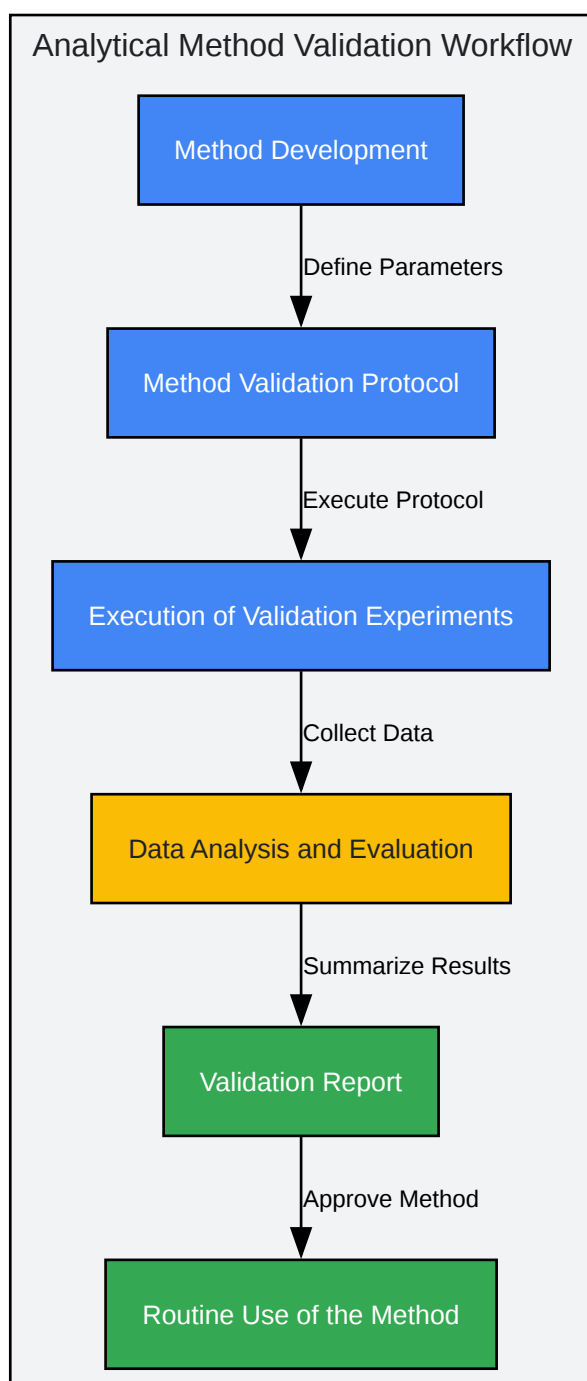 Analytical Method Validation Workflow
Method Development
Define Parameters
Method Validation Protocol
Execute Protocol
Execution of Validation Experiments
Collect Data
Data Analysis and Evaluation
Summarize Results
Validation Report
Approve Method
Routine Use of the Method